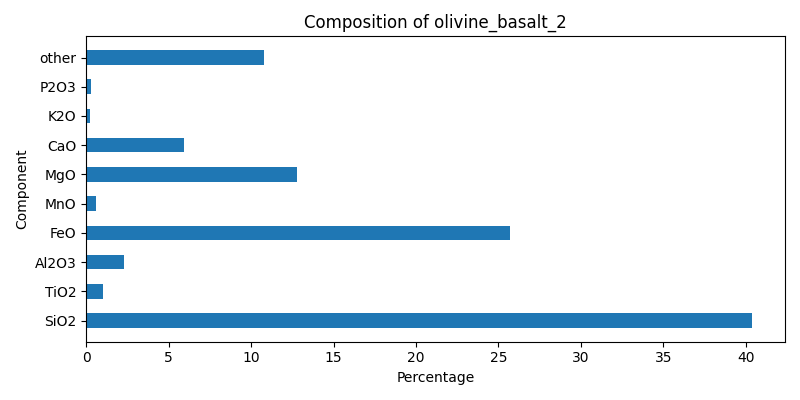 Composition of olivine_basalt_2
Component
other
P2O3
K2O
CaO
MgO
MnO
FeO
Al2O3
TiO2
SiO2
0 5 10 15 20 25 30 35 40
Percentage